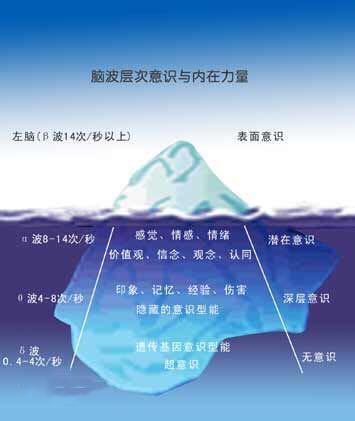 脑波层次意识与内在力量
左脑(β波14次/秒以上)
表面意识
α波8-14次/秒
感觉、情感、情绪
潜在意识
价值观、信念、观念、认同
θ波4-8次/秒
印象、记忆、经验、伤害
深层意识
隐藏的意识型能
δ波
0.4-4次/秒
遗传基因意识型能
无意识
超意识